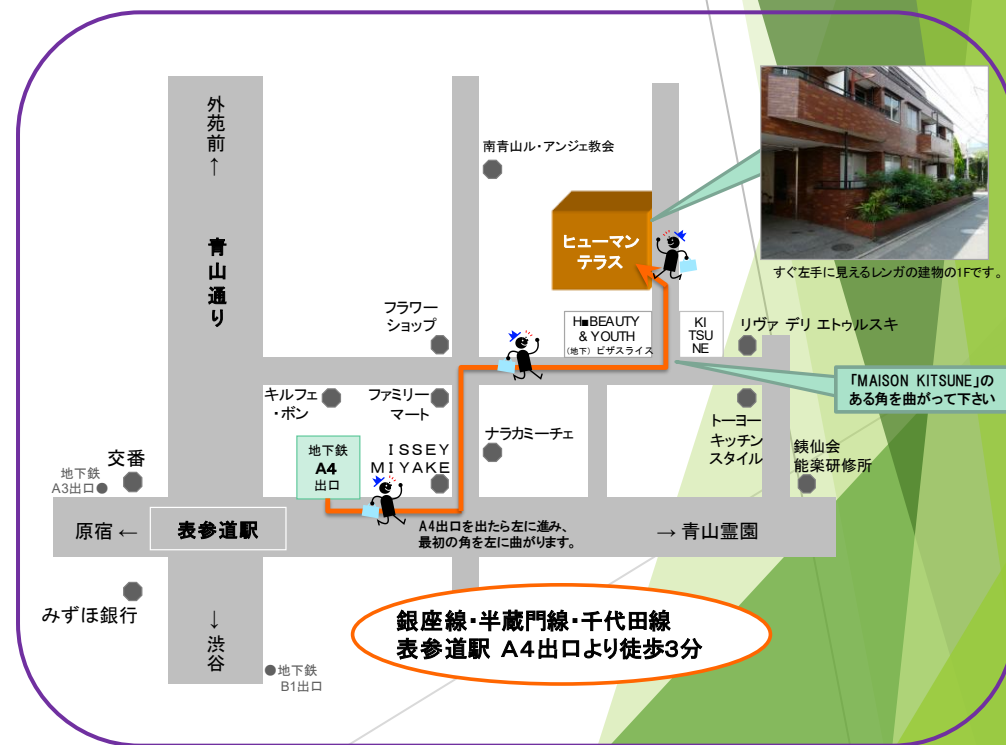 外苑前↑
青山通り
南青山ル・アンジェ教会
ヒューマン
テラス
すぐ左手に見えるレンガの建物の1Fです。
フラワー
ショップ
H■BEAUTY
& YOUTH
(地下) ピザスライス
KI
TSU
NE
リヴァ デリ エトゥルスキ
「MAISON KITSUNE」の
ある角を曲がって下さい
キルフェ
・ボン
ファミリー
マート
トーヨー
キッチン
スタイル
ナラカミーチェ
ISSEY
MIYAKE
地下鉄
A4
出口
銕仙会
能楽研修所
交番
地下鉄
A3出口●
原宿 ←
表参道駅
A4出口を出たら左に進み、
最初の角を左に曲がります。
→ 青山霊園
みずほ銀行
↓渋谷
●地下鉄
B1出口
銀座線・半蔵門線・千代田線
表参道駅 A4出口より徒歩3分